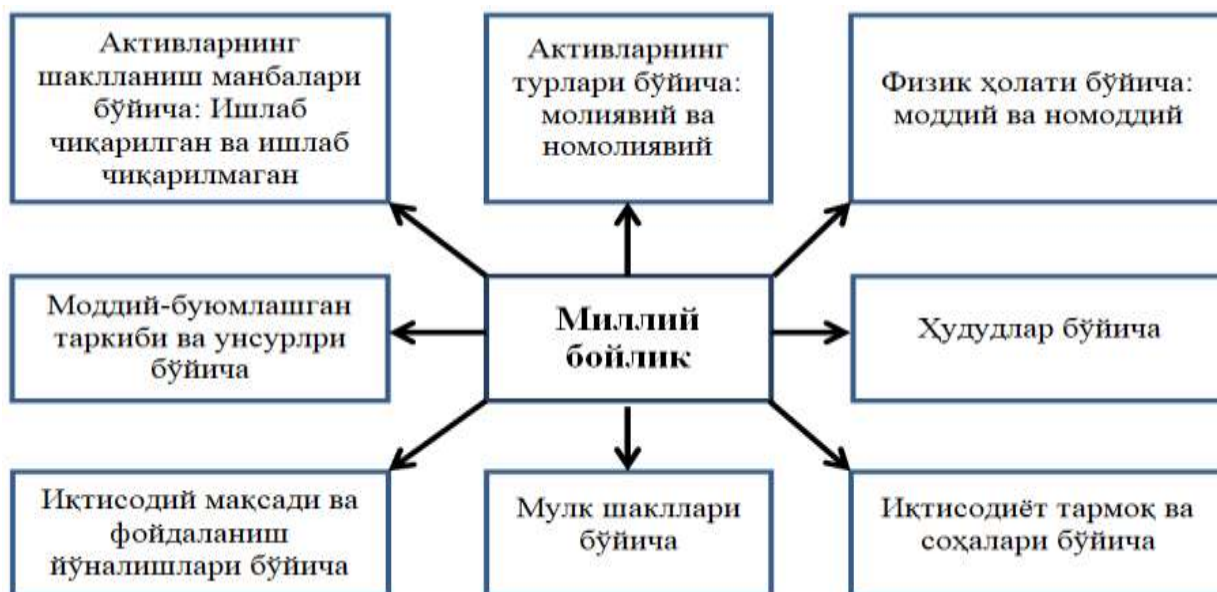 Активларнинг
шаклланиш манбалари
бўйича: Ишлаб
чиқарилган ва ишлаб
чиқарилмаган
Активларнинг
турлари бўйича:
молиявий ва
номолиявий
Физик ҳолати бўйича:
моддий ва номоддий
Моддий-буюмлашган
таркиби ва унсурлри
бўйича
Миллий
бойлик
Ҳудудлар бўйича
Иқтисодий мақсади ва
фойдаланиш
йўналишлари бўйича
Мулк шакллари
бўйича
Иқтисодиёт тармоқ ва
соҳалари бўйича